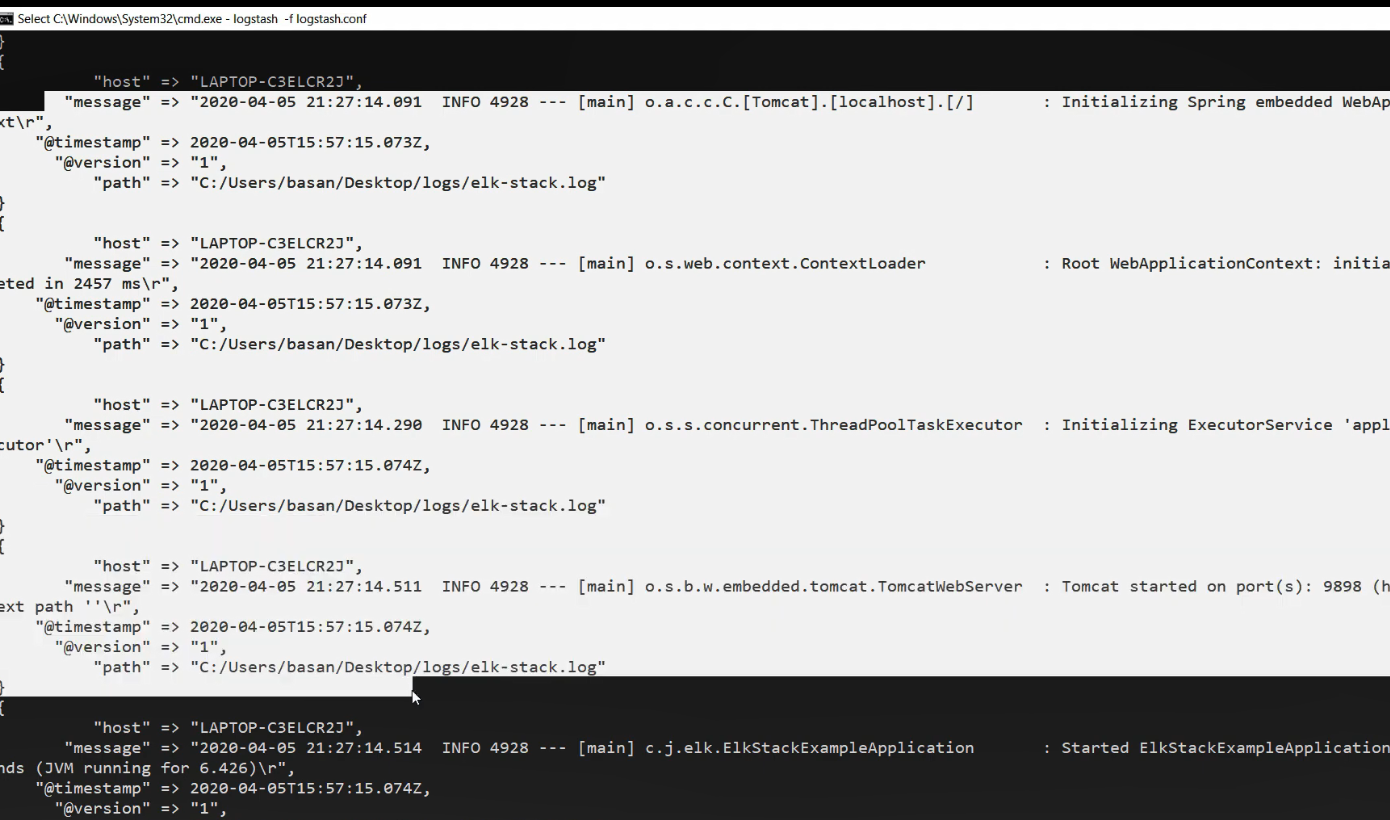 Select C:\Windows\System32\cmd.exe - logstash -f logstash.conf
}
{
"host" => "LAPTOP-C3ELCR2J",
"message" => "2020-04-05 21:27:14.091  INFO 4928 --- [main] o.a.c.c.C.[Tomcat].[localhost].[/]       : Initializing Spring embedded WebAp
xt\r",
"@timestamp" => 2020-04-05T15:57:15.073Z,
"@version" => "1",
"path" => "C:/Users/basan/Desktop/logs/elk-stack.log"
}
{
"host" => "LAPTOP-C3ELCR2J",
"message" => "2020-04-05 21:27:14.091  INFO 4928 --- [main] o.s.web.context.ContextLoader            : Root WebApplicationContext: initia
eted in 2457 ms\r",
"@timestamp" => 2020-04-05T15:57:15.073Z,
"@version" => "1",
"path" => "C:/Users/basan/Desktop/logs/elk-stack.log"
}
{
"host" => "LAPTOP-C3ELCR2J",
"message" => "2020-04-05 21:27:14.290  INFO 4928 --- [main] o.s.s.concurrent.ThreadPoolTaskExecutor  : Initializing ExecutorService 'appl
cutor'\r",
"@timestamp" => 2020-04-05T15:57:15.074Z,
"@version" => "1",
"path" => "C:/Users/basan/Desktop/logs/elk-stack.log"
}
{
"host" => "LAPTOP-C3ELCR2J",
"message" => "2020-04-05 21:27:14.511  INFO 4928 --- [main] o.s.b.w.embedded.tomcat.TomcatWebServer  : Tomcat started on port(s): 9898 (h
ext path ''\r",
"@timestamp" => 2020-04-05T15:57:15.074Z,
"@version" => "1",
"path" => "C:/Users/basan/Desktop/logs/elk-stack.log"
}
{
"host" => "LAPTOP-C3ELCR2J",
"message" => "2020-04-05 21:27:14.514  INFO 4928 --- [main] c.j.elk.ElkStackExampleApplication       : Started ElkStackExampleApplication
nds (JVM running for 6.426)\r",
"@timestamp" => 2020-04-05T15:57:15.074Z,
"@version" => "1",